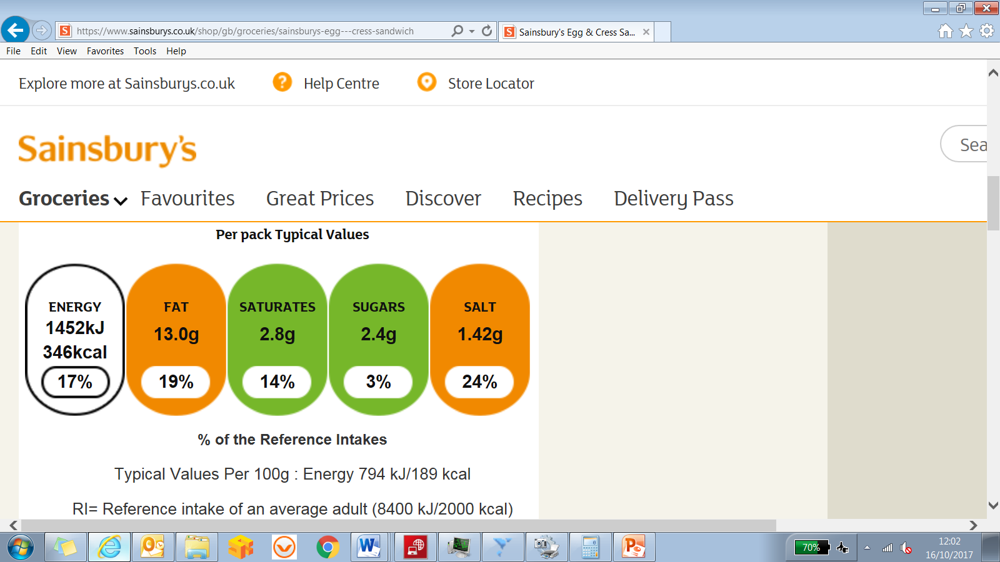 https://www.sainsburys.co.uk/shop/gb/groceries/sainsburys-egg---cress-sandwich
Sainsbury's Egg & Cress Sa...
File Edit View Favorites Tools Help
Explore more at Sainsburys.co.uk ? Help Centre Store Locator
Sainsbury's
Sea
Groceries Favourites Great Prices Discover Recipes Delivery Pass
Per pack Typical Values
ENERGY FAT SATURATES SUGARS SALT
1452kJ 13.0g 2.8g 2.4g 1.42g
346kcal
17% 19% 14% 3% 24%
% of the Reference Intakes
Typical Values Per 100g : Energy 794 kJ/189 kcal
RI= Reference intake of an average adult (8400 kJ/2000 kcal)
70%
12:02
16/10/2017